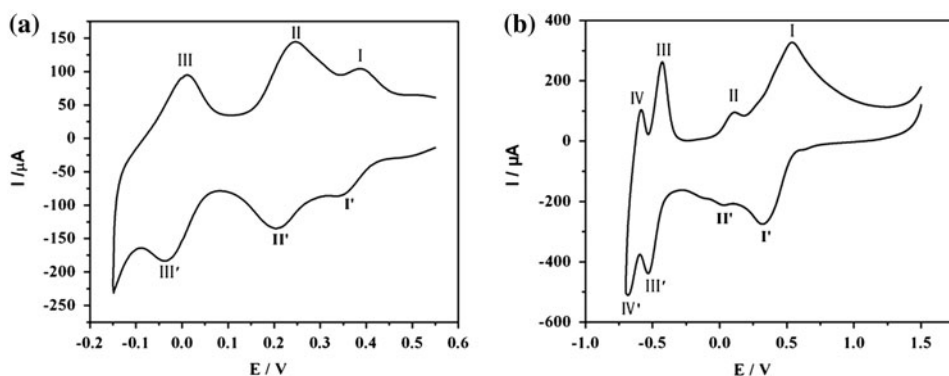 (a)
150
100
50
0
-50
-100
-150
-200
-250
I / μA
III
II
I
I'
II'
III'
-0.2 -0.1 0.0 0.1 0.2 0.3 0.4 0.5 0.6
E / V
(b)
400
200
0
-200
-400
-600
I / μA
I
III
IV
II
II'
I'
III'
IV'
-1.0 -0.5 0.0 0.5 1.0 1.5
E / V